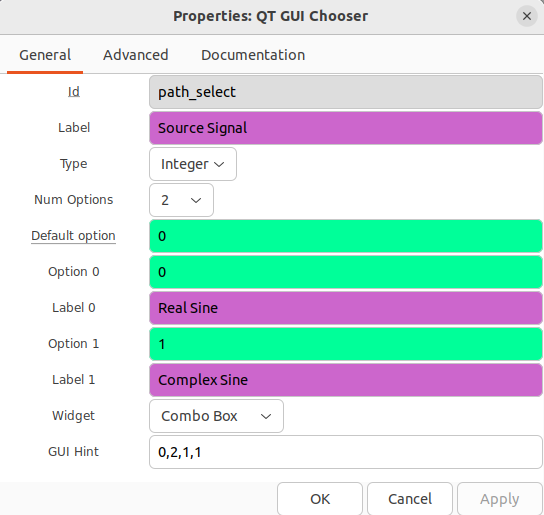 Properties: QT GUI Chooser
General Advanced Documentation
Id path_select
Label Source Signal
Type Integer
Num Options 2
Default option 0
Option 0 0
Label 0 Real Sine
Option 1 1
Label 1 Complex Sine
Widget Combo Box
GUI Hint 0,2,1,1
OK Cancel Apply